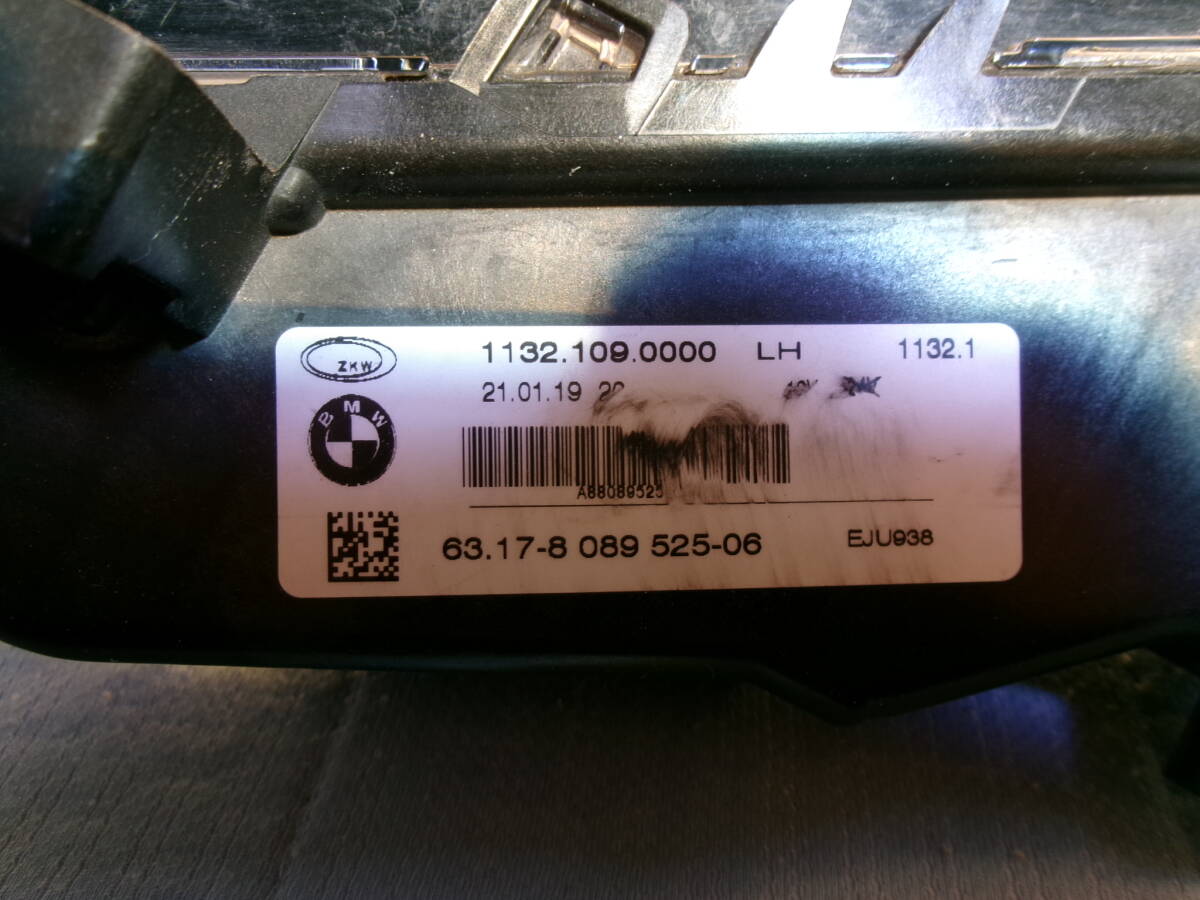 ZKW 1132.109.0000 LH 1132.1
21.01.19
BMW
A88089525
63.17-8 089 525-06 EJU938